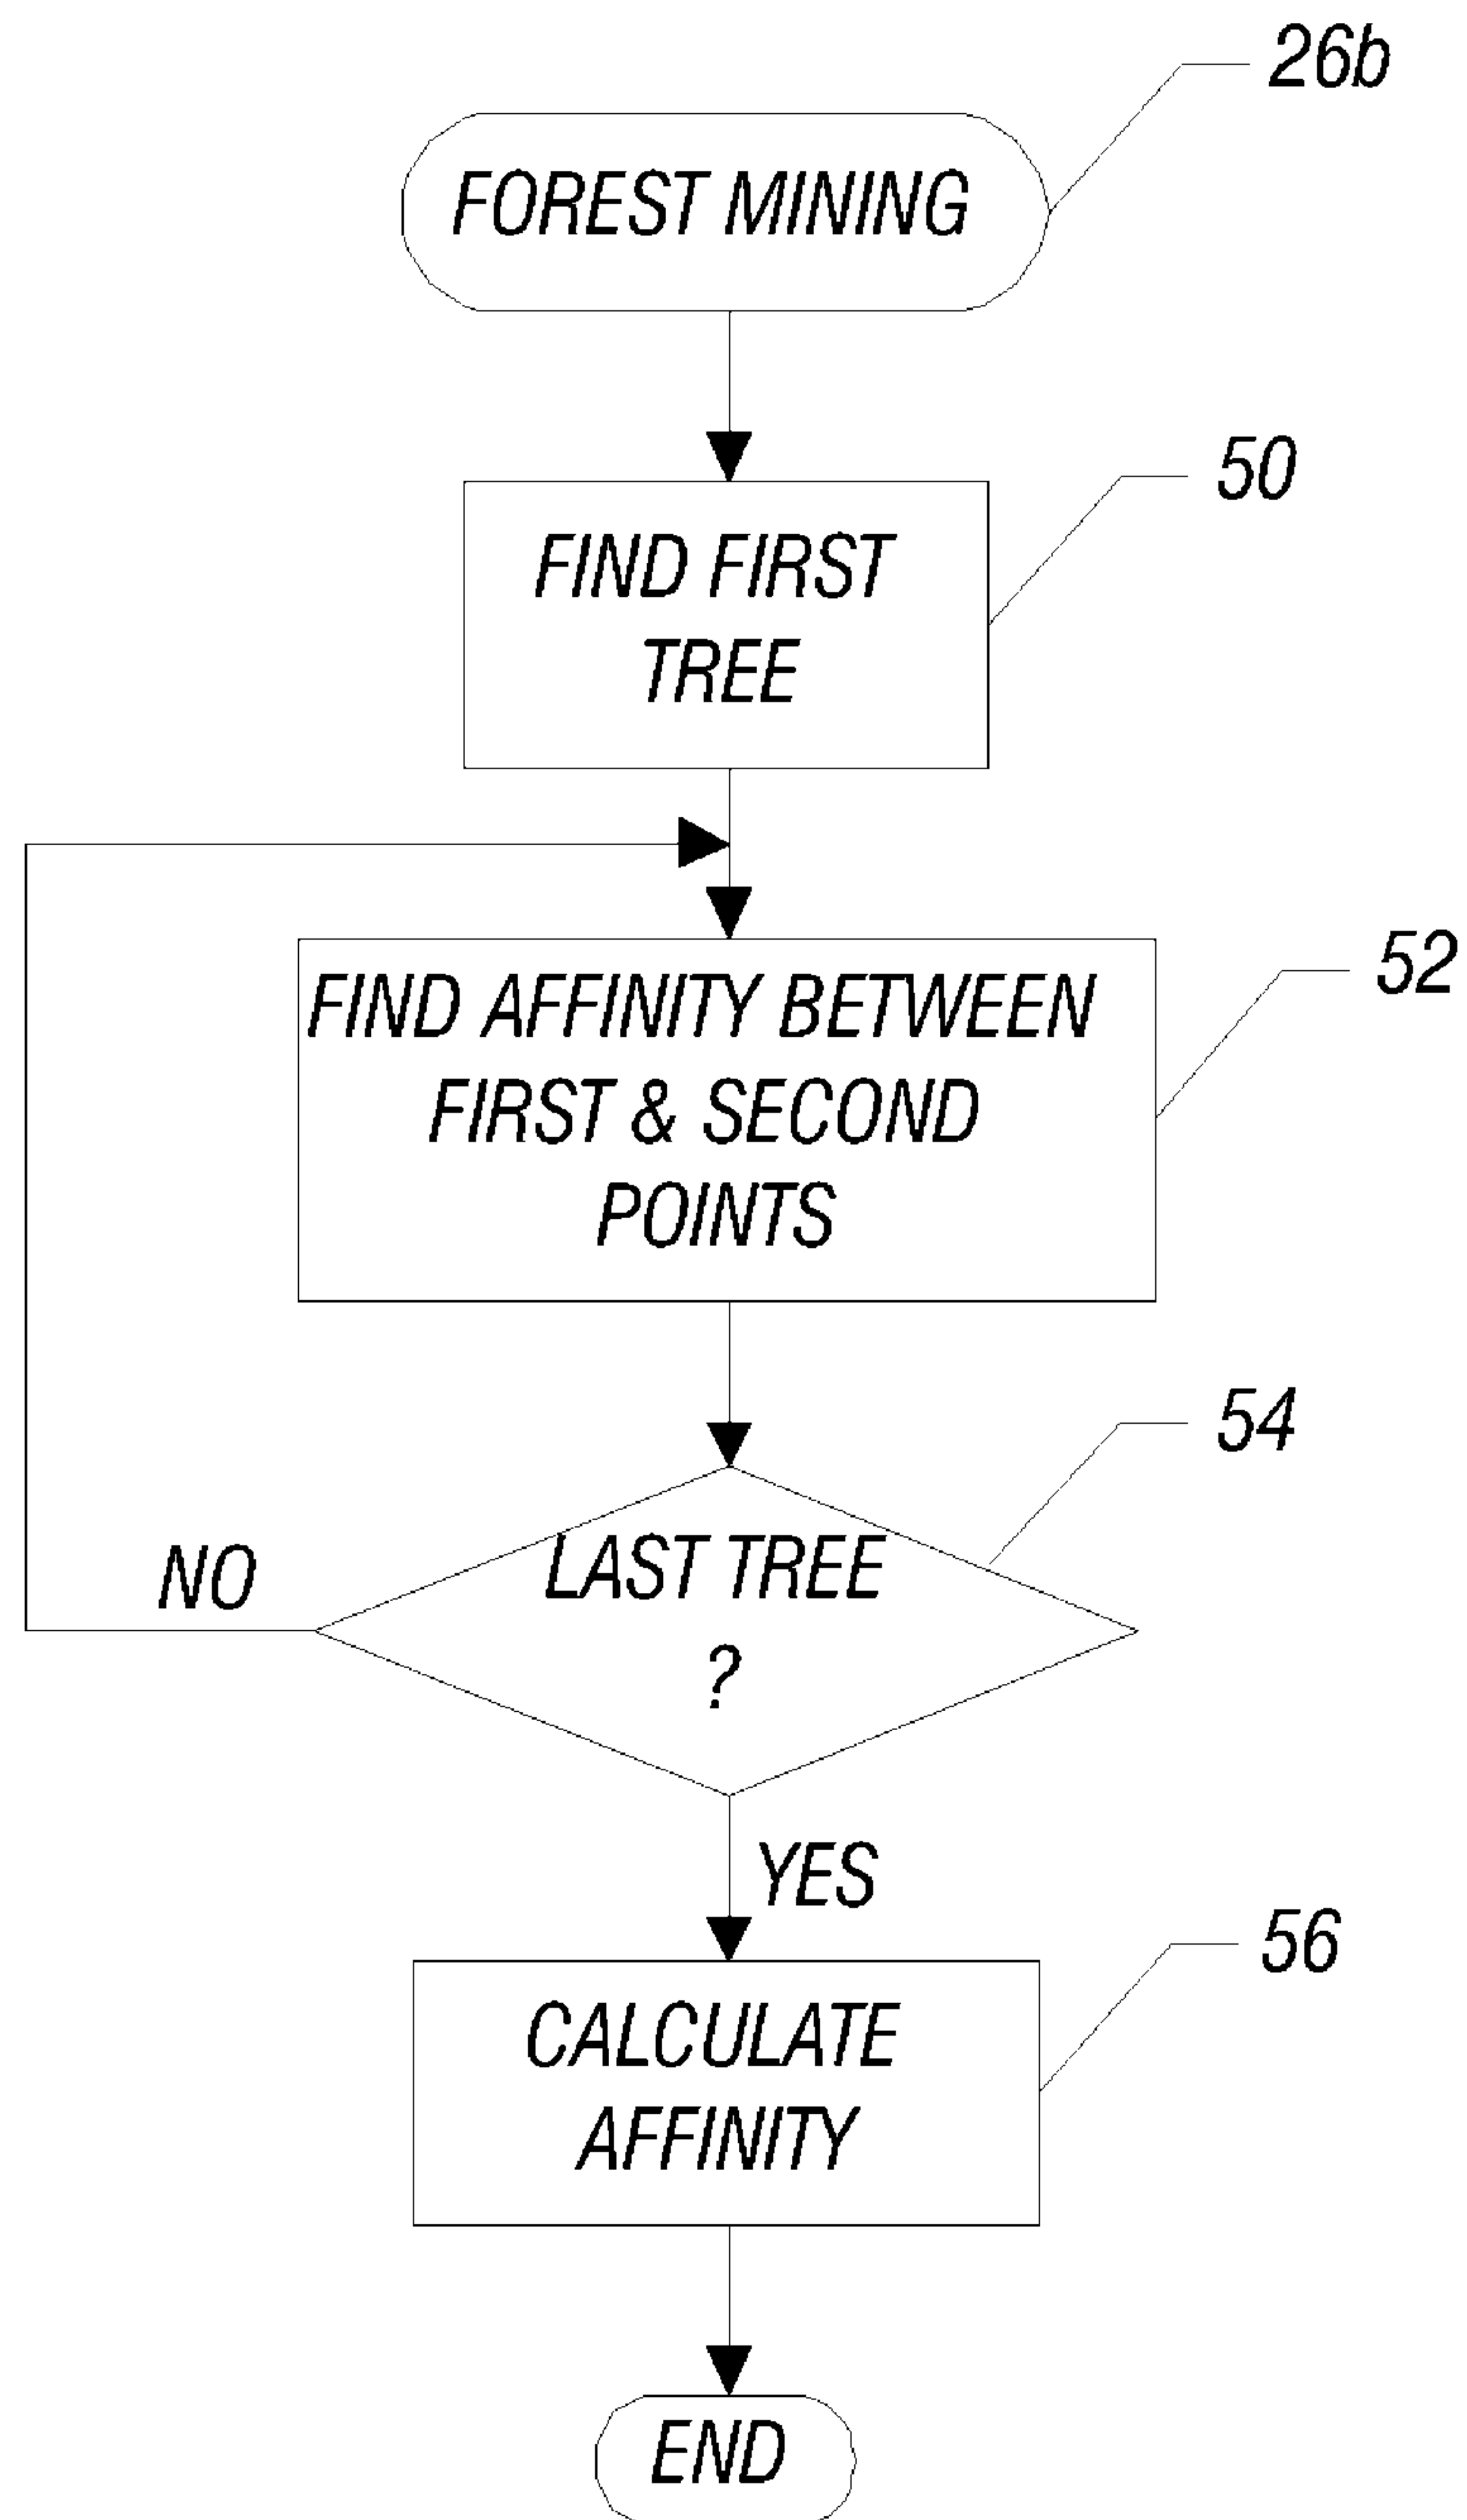 26b
FOREST MINING
50
FIND FIRST
TREE
52
FIND AFFINITY BETWEEN
FIRST & SECOND
POINTS
54
LAST TREE
?
NO
YES
56
CALCULATE
AFFINITY
END